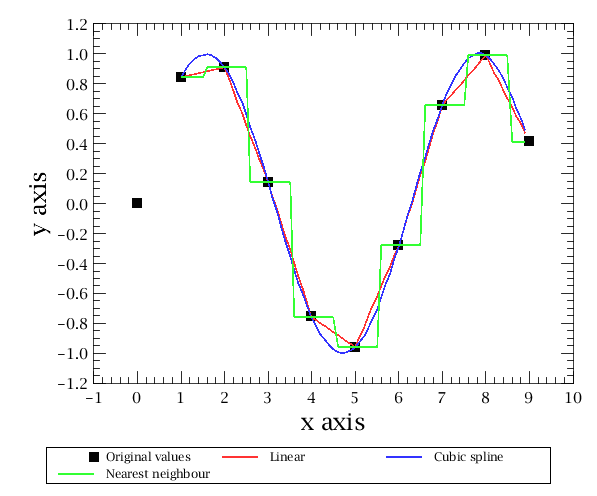 1.2
1.0
0.8
0.6
0.4
0.2
0.0
−0.2
−0.4
−0.6
−0.8
−1.0
−1.2
y axis
−1 0 1 2 3 4 5 6 7 8 9 10
x axis
Original values Linear Cubic spline
Nearest neighbour